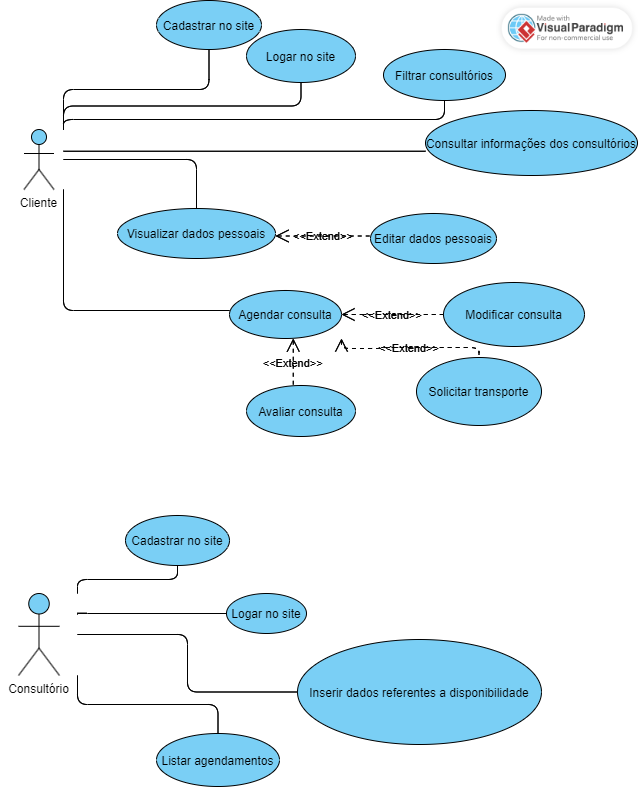 Cadastrar no site
Made with
VisualParadigm
For non-commercial use
Logar no site
Filtrar consultórios
Consultar informações dos consultórios
Cliente
Visualizar dados pessoais
<<Extend>>
Editar dados pessoais
Agendar consulta
<<Extend>>
Modificar consulta
<<Extend>>
<<Extend>>
Solicitar transporte
Avaliar consulta
Cadastrar no site
Logar no site
Consultório
Inserir dados referentes a disponibilidade
Listar agendamentos